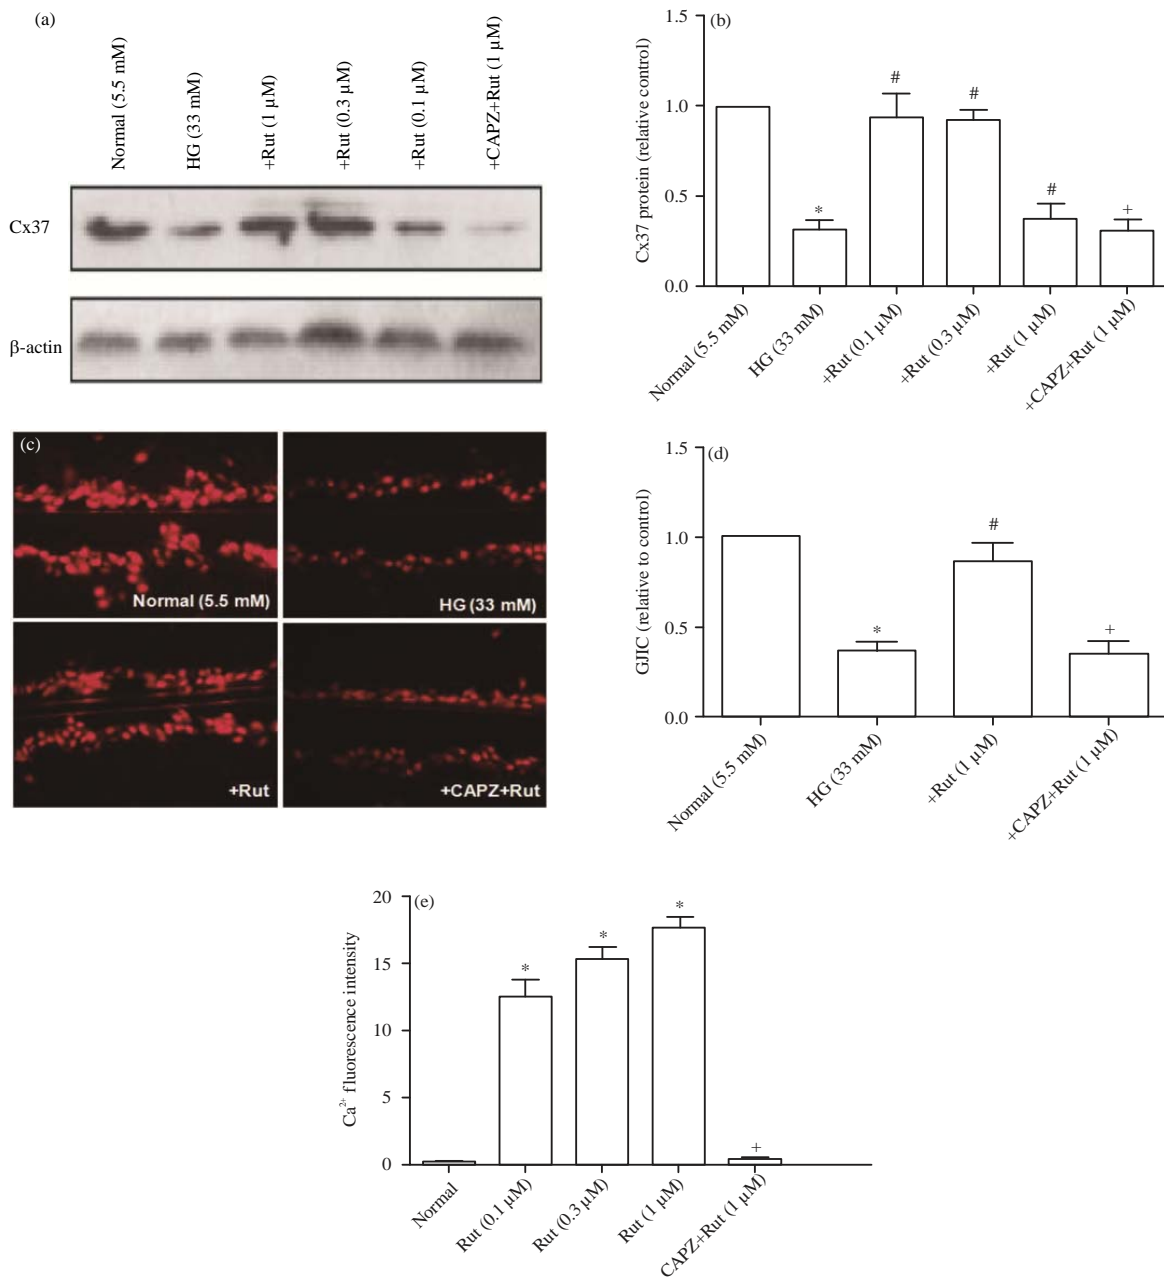 (a)
Normal (5.5 mM)
HG (33 mM)
+Rut (1 µM)
+Rut (0.3 µM)
+Rut (0.1 µM)
+CAPZ+Rut (1 µM)
Cx37
β-actin
(b)
Cx37 protein (relative control)
1.5
1.0
0.5
0.0
*
#
#
#
+
Normal (5.5 mM)
HG (33 mM)
+Rut (0.1 µM)
+Rut (0.3 µM)
+Rut (1 µM)
+CAPZ+Rut (1 µM)
(c)
Normal (5.5 mM)
HG (33 mM)
+Rut
+CAPZ+Rut
(d)
GJIC (relative to control)
1.5
1.0
0.5
0.0
*
#
+
Normal (5.5 mM)
HG (33 mM)
+Rut (1 µM)
+CAPZ+Rut (1 µM)
(e)
Ca²⁺ fluorescence intensity
20
15
10
5
0
*
*
*
+
Normal
Rut (0.1 µM)
Rut (0.3 µM)
Rut (1 µM)
CAPZ+Rut (1 µM)